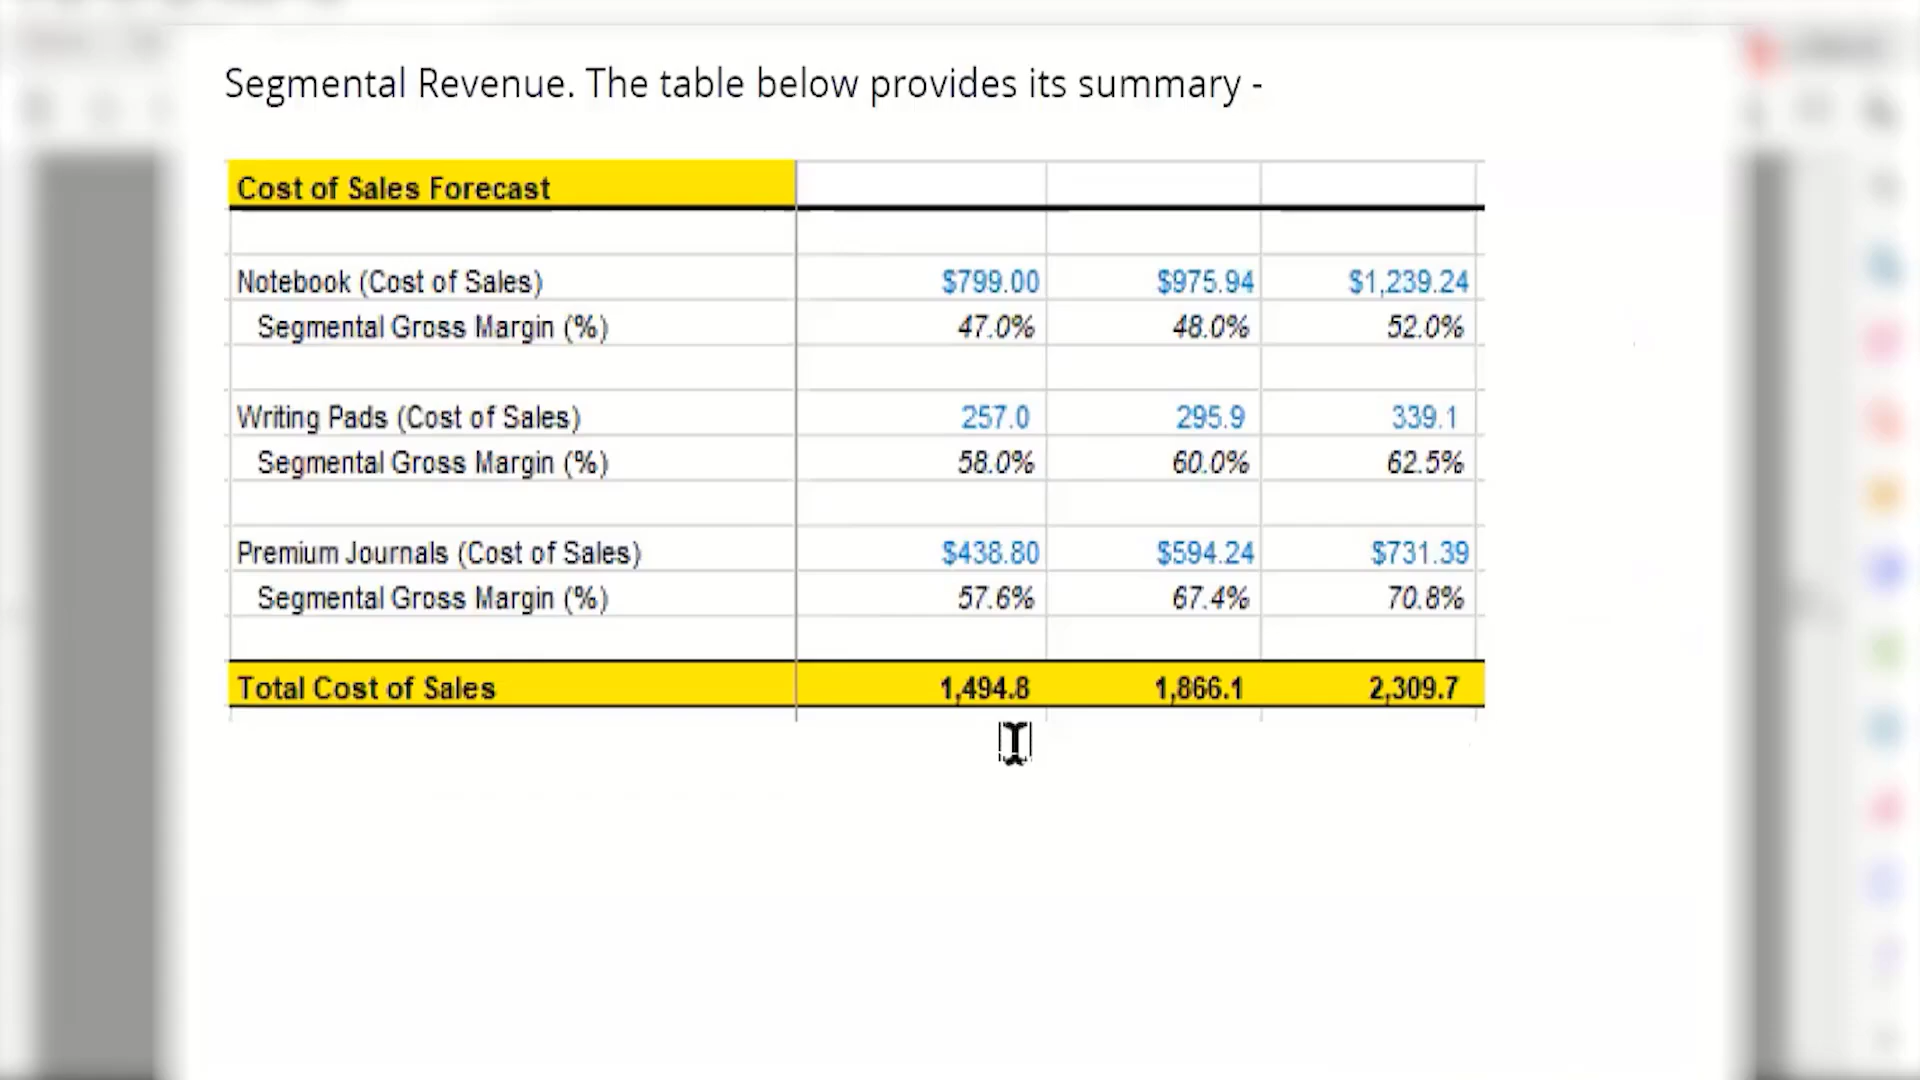 Segmental Revenue. The table below provides its summary -
Cost of Sales Forecast
Notebook (Cost of Sales) $799.00 $975.94 $1,239.24
Segmental Gross Margin (%) 47.0% 48.0% 52.0%
Writing Pads (Cost of Sales) 257.0 295.9 339.1
Segmental Gross Margin (%) 58.0% 60.0% 62.5%
Premium Journals (Cost of Sales) $438.80 $594.24 $731.39
Segmental Gross Margin (%) 57.6% 67.4% 70.8%
Total Cost of Sales 1,494.8 1,866.1 2,309.7